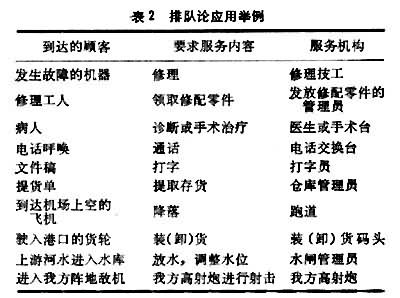 表2 排队论应用举例
到达的顾客 要求服务内容 服务机构
发生故障的机器 修理 修理技工
修理工人 领取修配零件 发放修配零件的
管理员
病人 诊断或手术治疗 医生或手术台
电话呼唤 通话 电话交换台
文件稿 打字 打字员
提货单 提取存货 仓库管理员
到达机场上空的
飞机 降落 跑道
驶入港口的货轮 装(卸)货 装(卸)货码头
上游河水进入水库 放水，调整水位 水闸管理员
进入我方阵地敌机 我方高射炮进行射击 我方高射炮